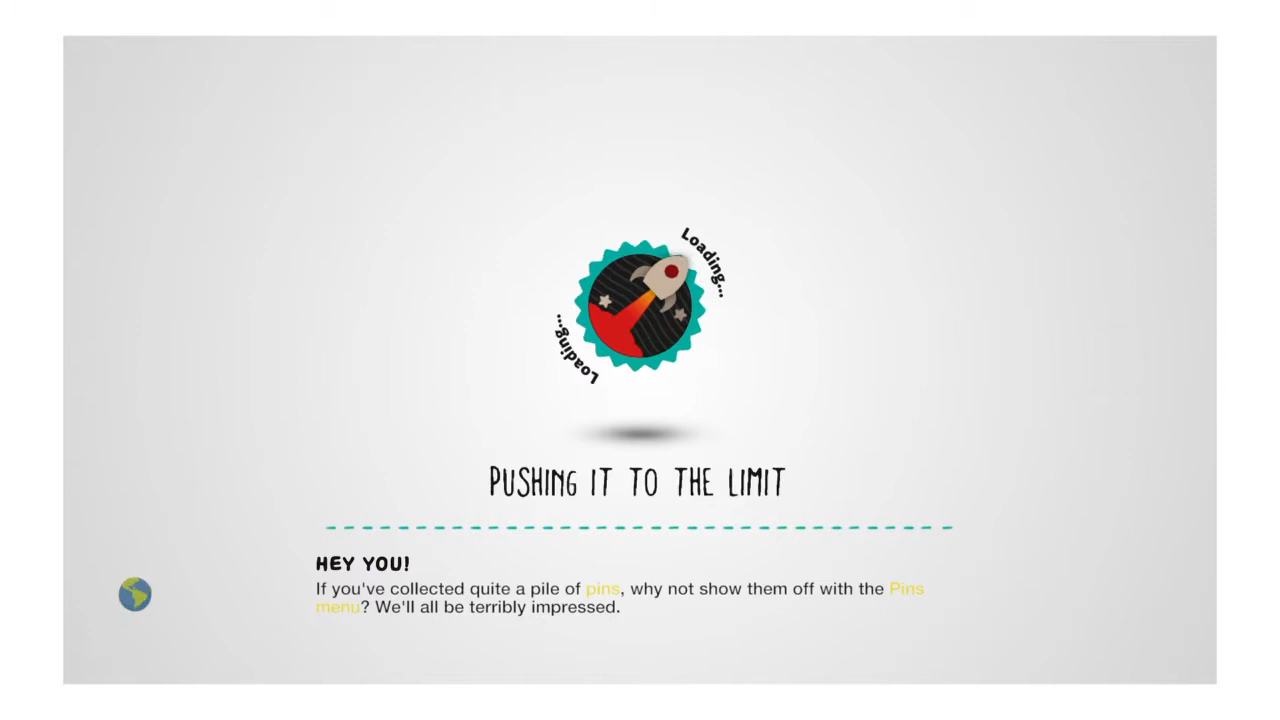 Loading...
Loading...
PUSHING IT TO THE LIMIT
HEY YOU!
If you've collected quite a pile of pins, why not show them off with the Pins
menu? We'll all be terribly impressed.